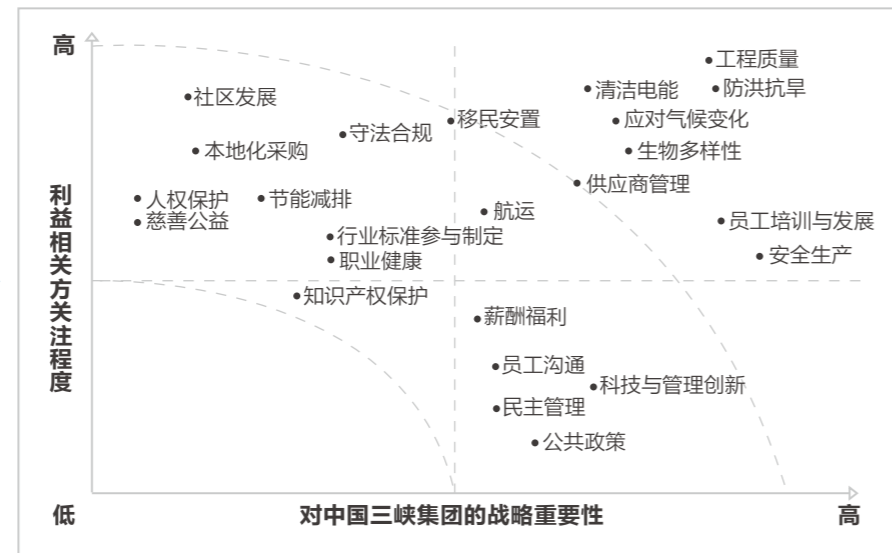 高
工程质量
清洁电能
防洪抗旱
社区发展
移民安置
应对气候变化
守法合规
本地化采购
生物多样性
供应商管理
人权保护
节能减排
慈善公益
航运
员工培训与发展
行业标准参与制定
职业健康
安全生产
知识产权保护
薪酬福利
员工沟通
科技与管理创新
民主管理
公共政策
利益相关方关注程度
低
对中国三峡集团的战略重要性
高